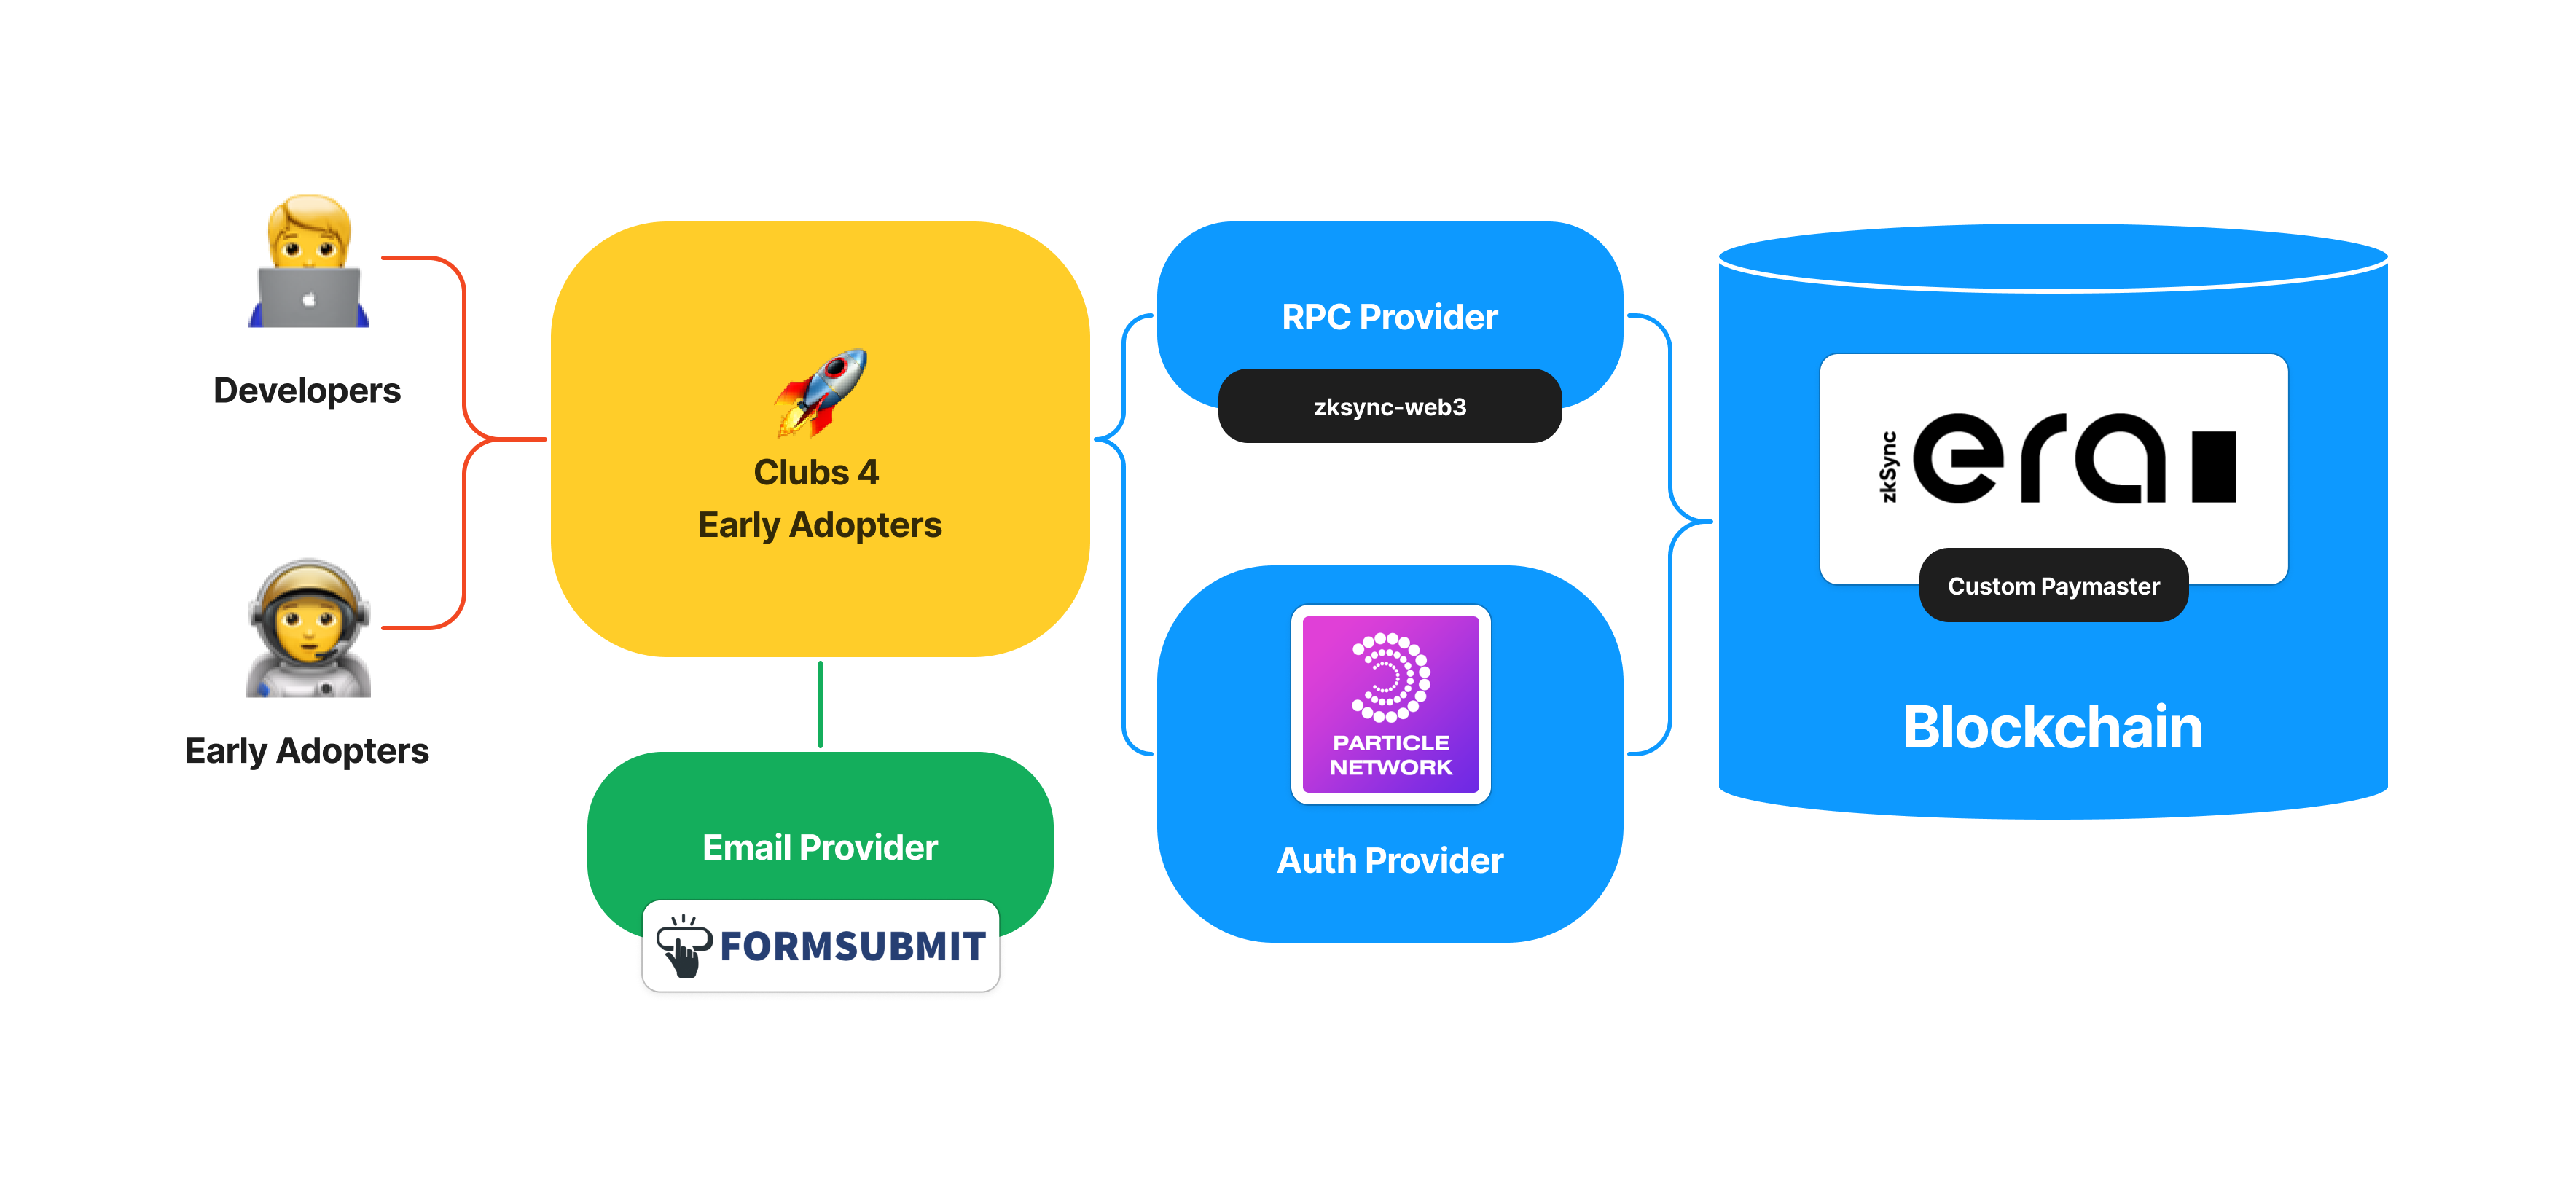 Developers
Early Adopters
Clubs 4
Early Adopters
Email Provider
FORMSUBMIT
RPC Provider
zksync-web3
PARTICLE
NETWORK
Auth Provider
zkSync
era
Custom Paymaster
Blockchain